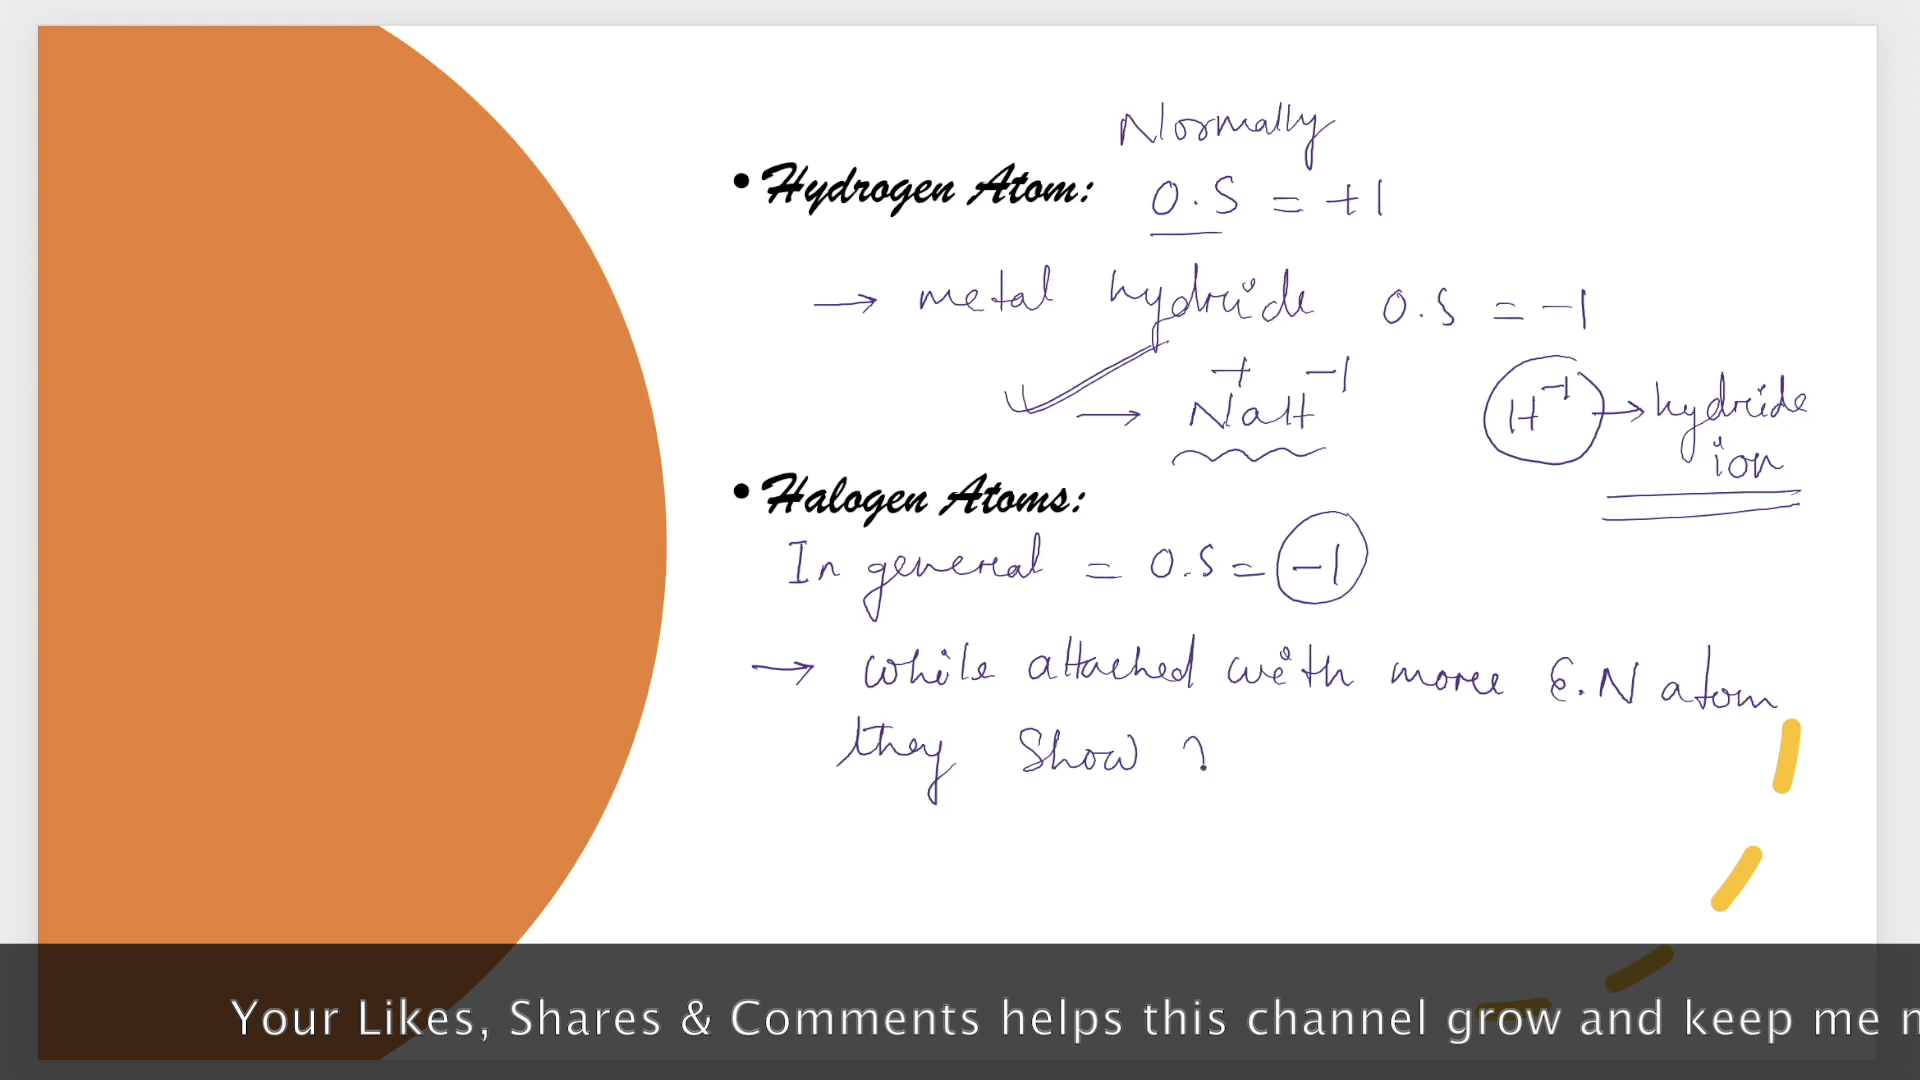 Normally
• Hydrogen Atom: O.S = +1
→ metal hydride O.S = -1
+ -1
→ NaH H⁻¹ → hydride
ion
• Halogen Atoms:
In general = O.S = -1
→ while attached with more E.N atom
they show ?
Your Likes, Shares & Comments helps this channel grow and keep me